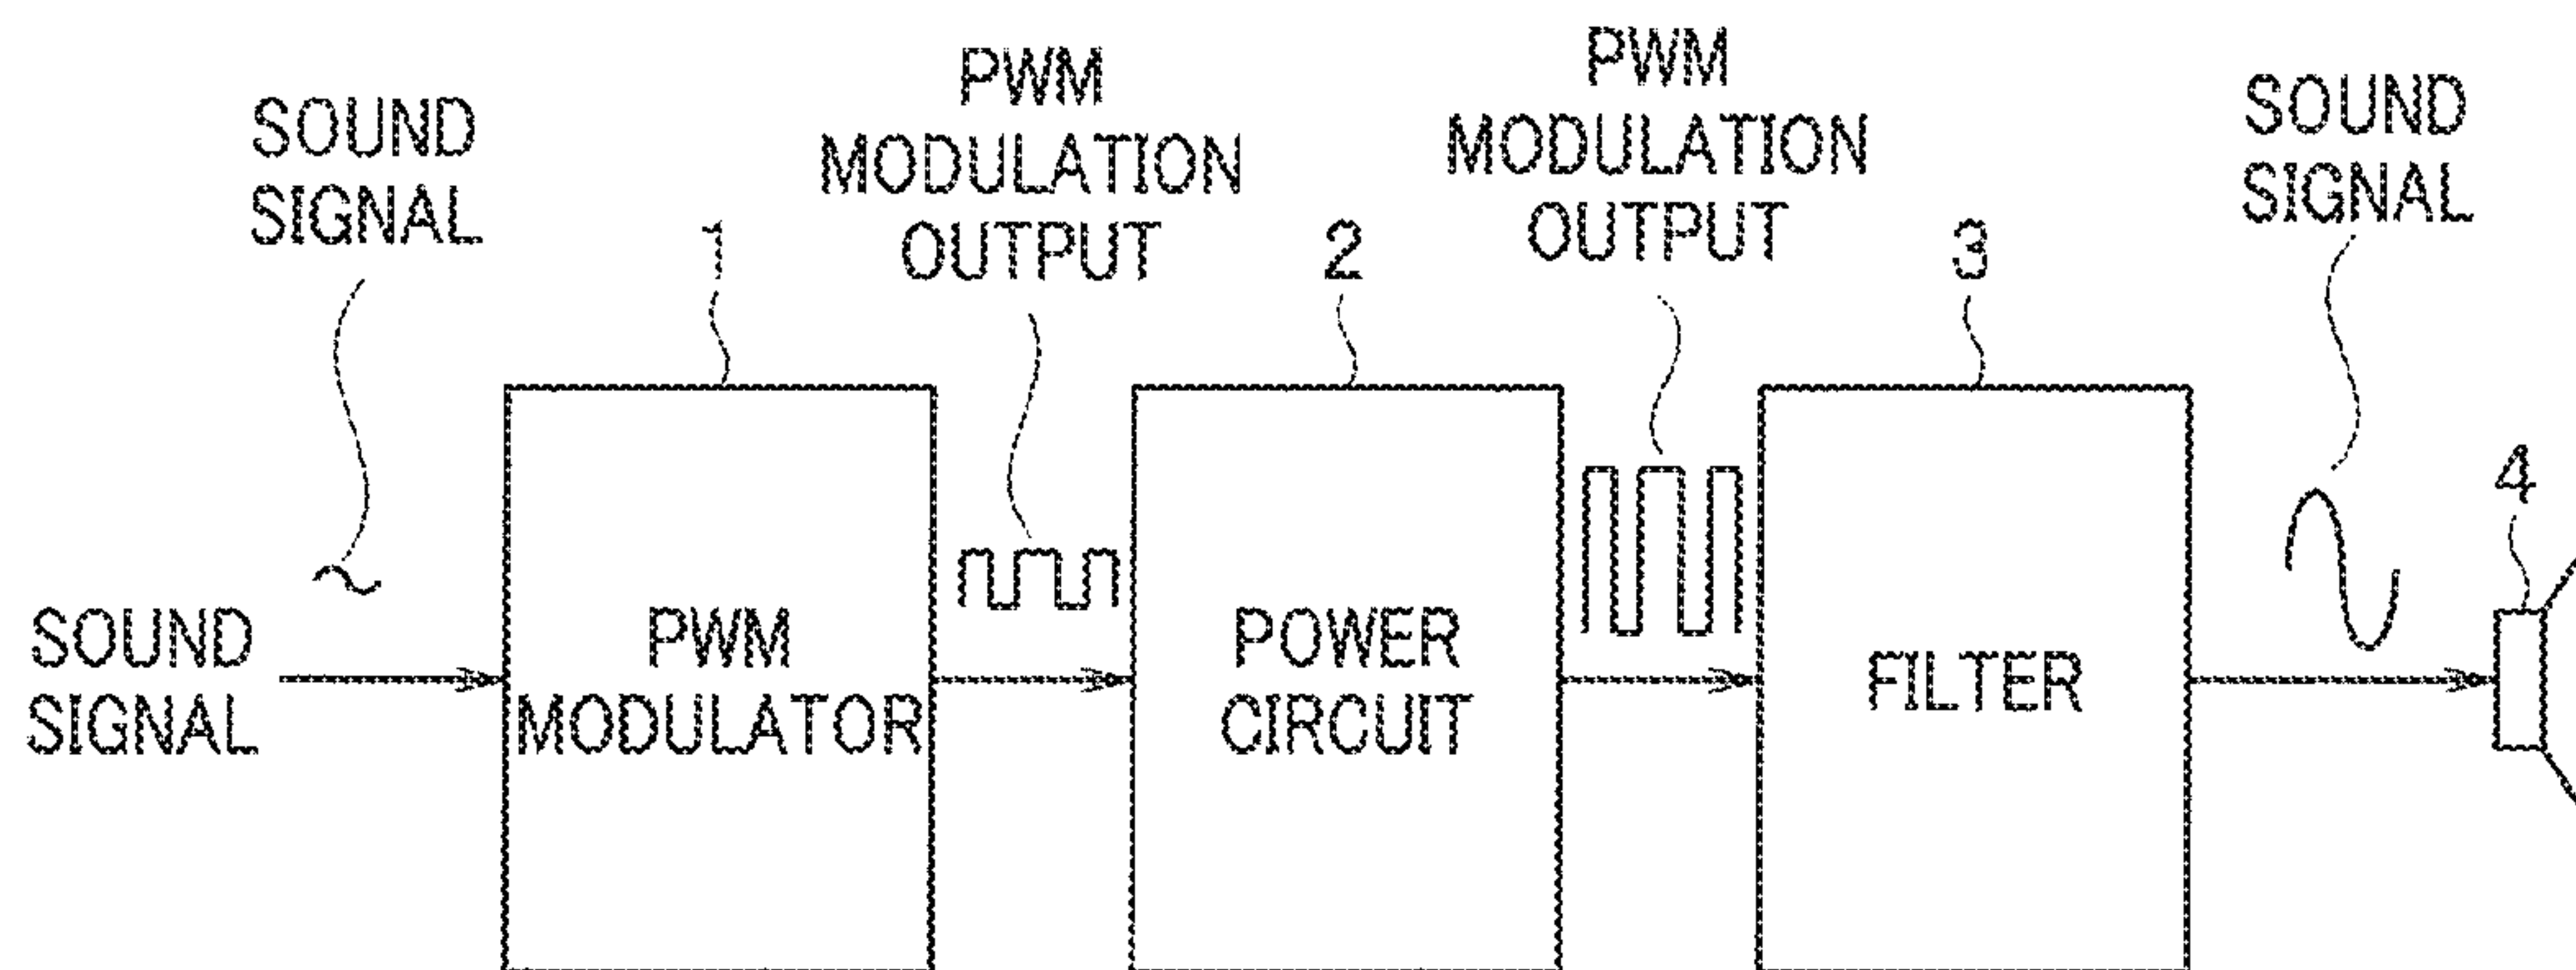 SOUND
SIGNAL
PWM
MODULATION
OUTPUT
PWM
MODULATION
OUTPUT
SOUND
SIGNAL
1
2
3
4
SOUND
SIGNAL
PWM
MODULATOR
POWER
CIRCUIT
FILTER